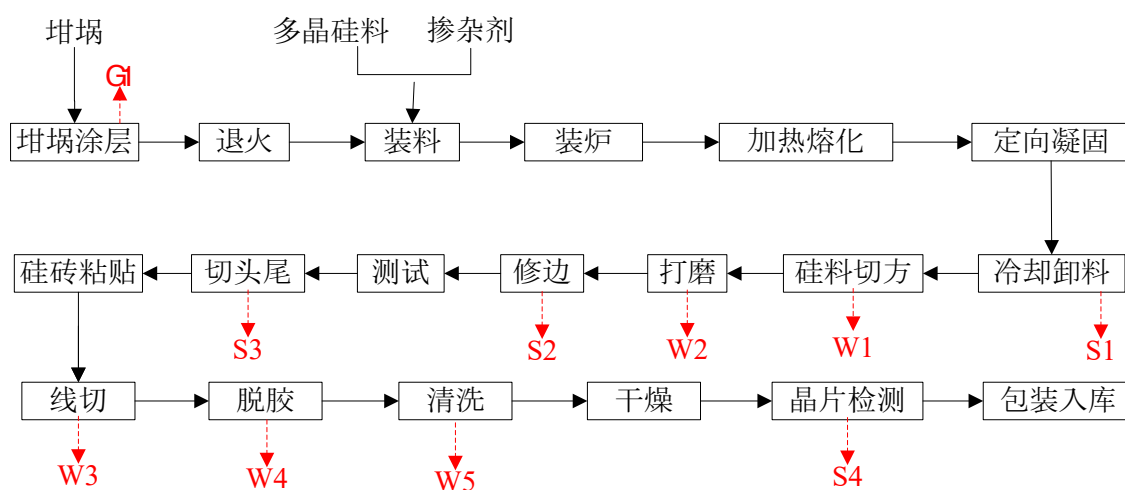 坩埚
多晶硅料 掺杂剂
G1
坩埚涂层 退火 装料 装炉 加热熔化 定向凝固
硅砖粘贴 切头尾 测试 修边 打磨 硅料切方 冷却卸料
S3 S2 W2 W1 S1
线切 脱胶 清洗 干燥 晶片检测 包装入库
W3 W4 W5 S4